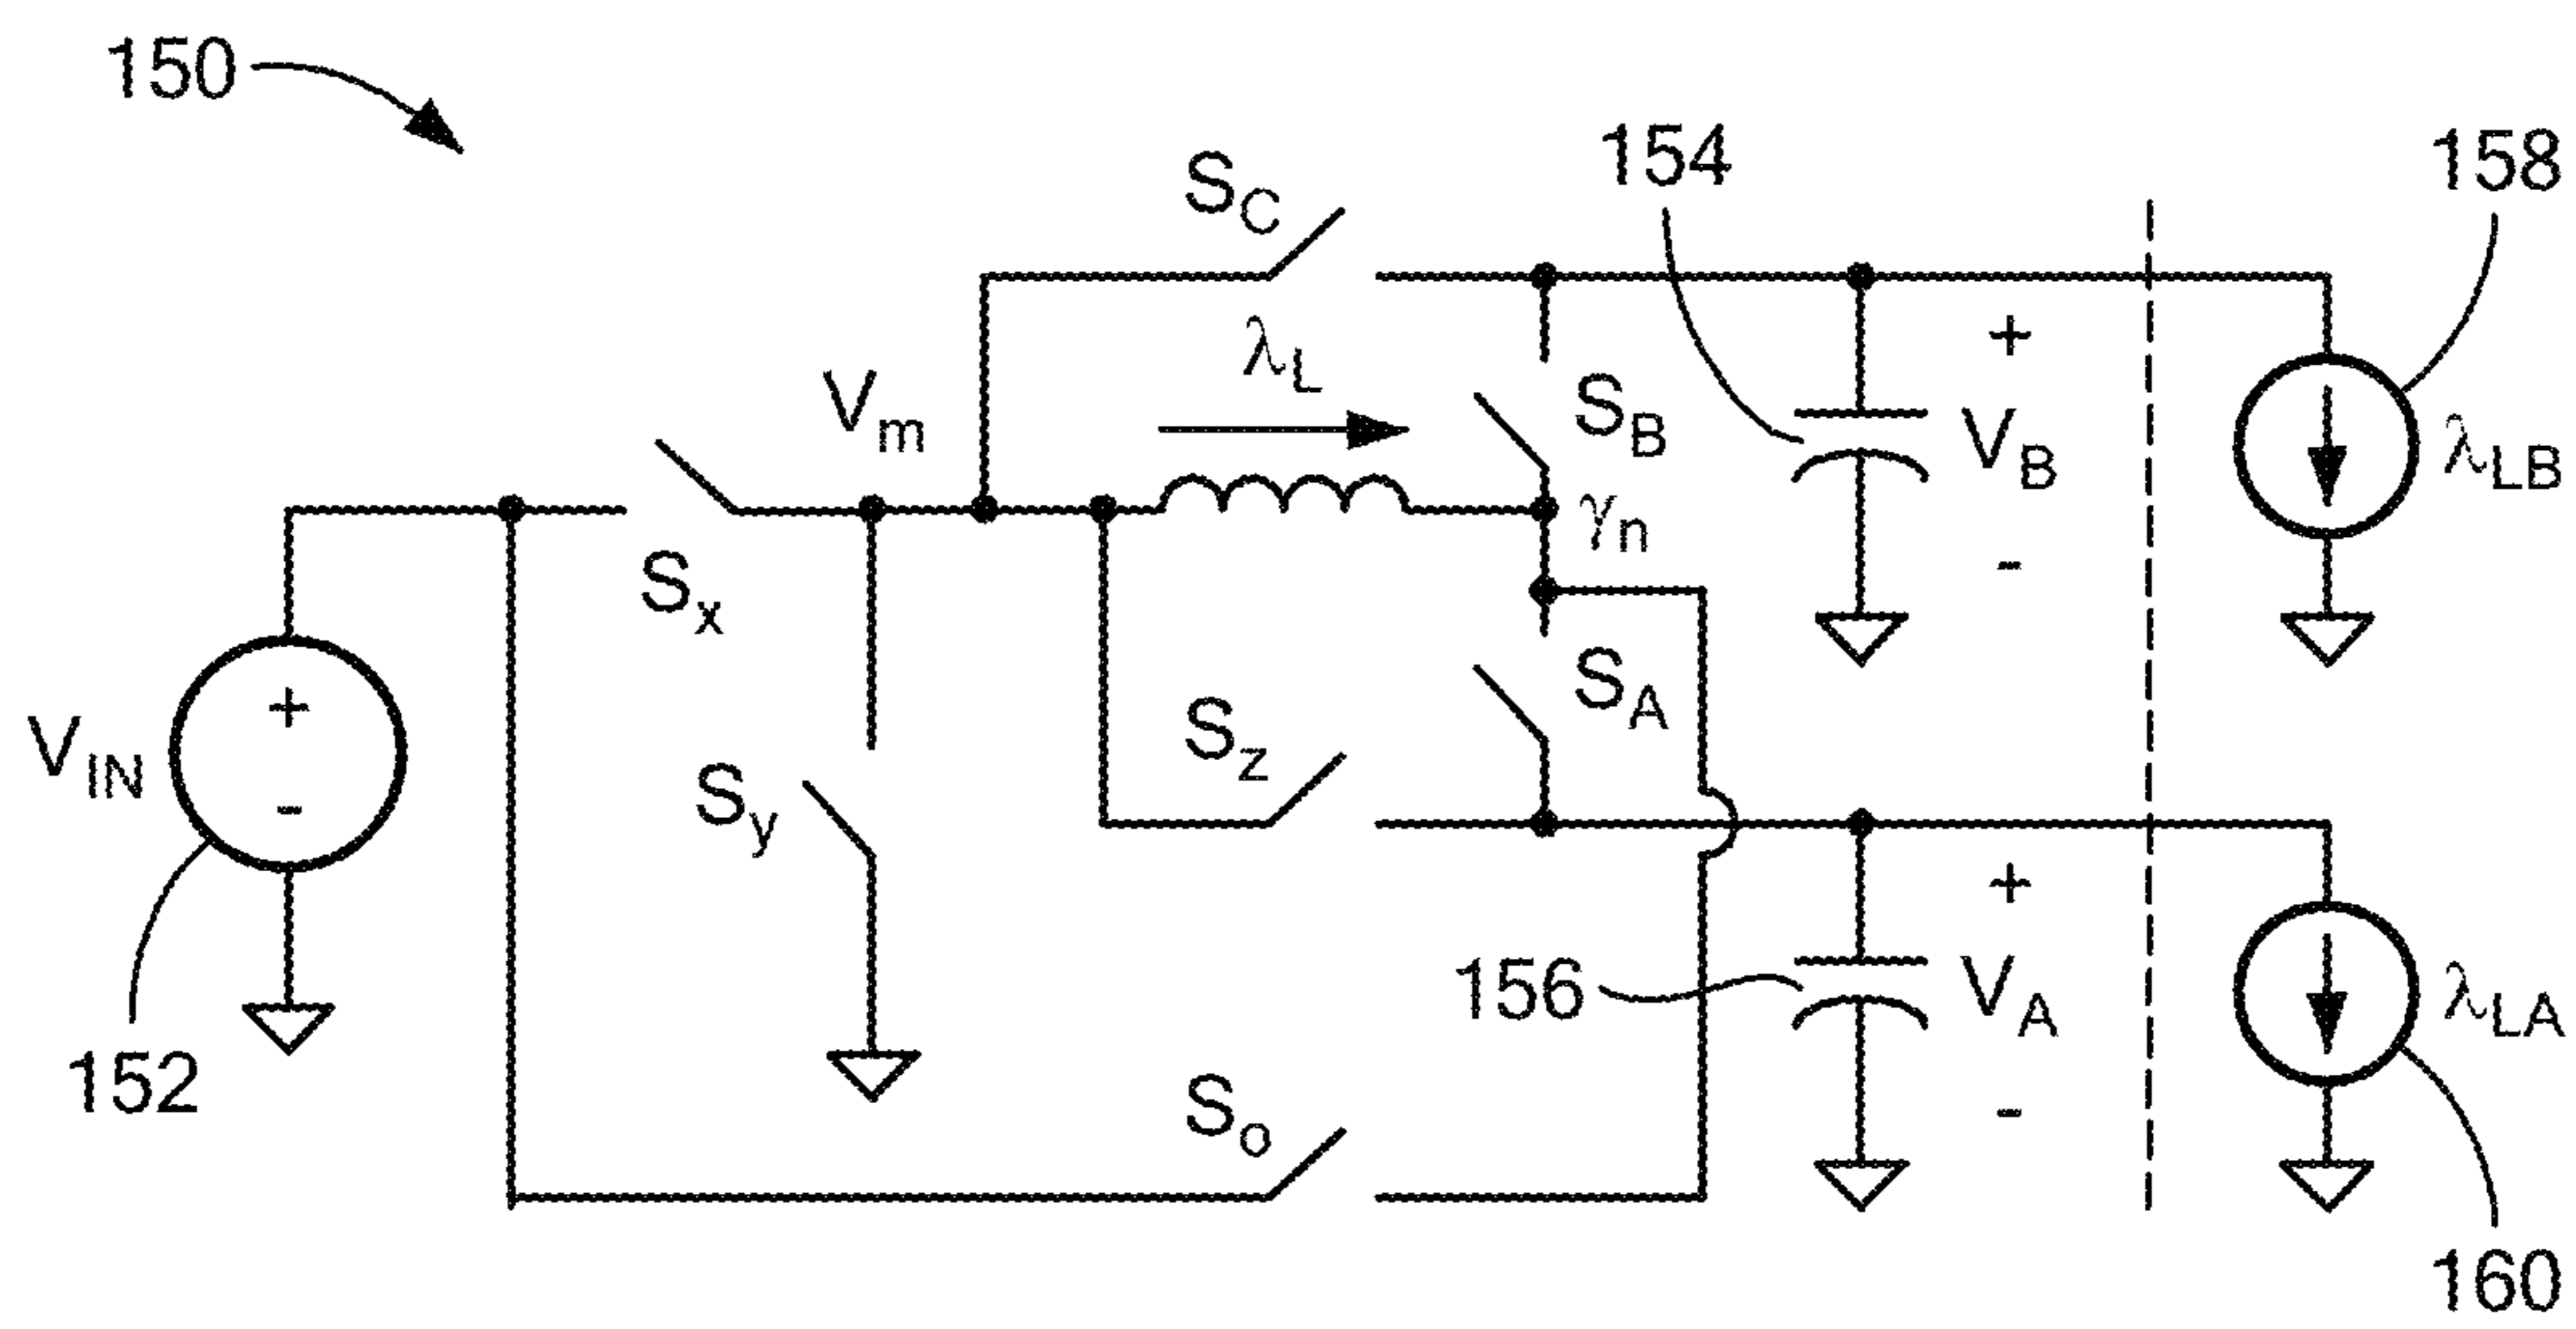 150
154
158
S_C
λ_L
V_m
S_B
+
V_B
-
λ_LB
γ_n
S_x
S_A
S_z
V_IN
+
-
S_y
+
V_A
-
λ_LA
156
152
S_o
160